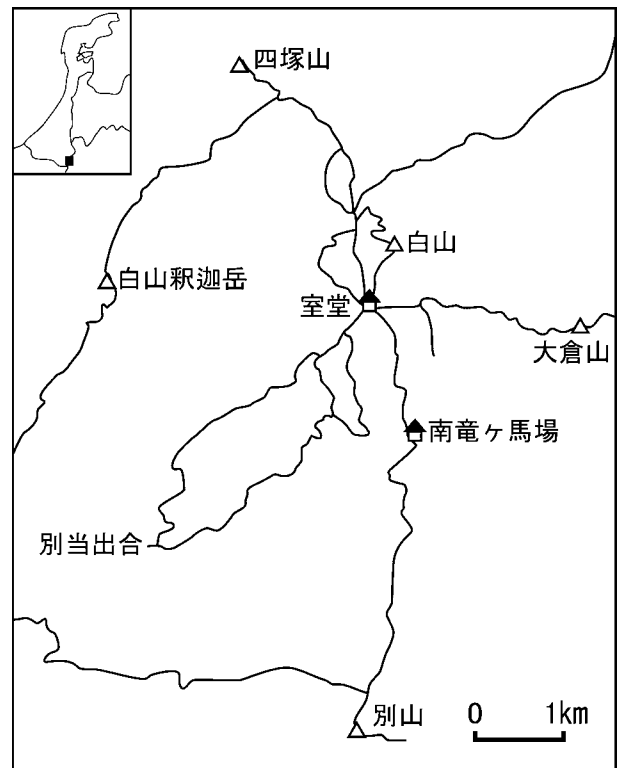 四塚山
白山
白山釈迦岳
室堂
大倉山
南竜ヶ馬場
別当出合
別山
0 1km